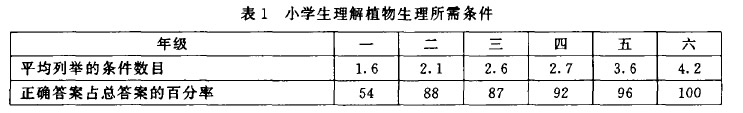 表1 小学生理解植物生理所需条件
年级 一 二 三 四 五 六
平均列举的条件数目 1.6 2.1 2.6 2.7 3.6 4.2
正确答案占总答案的百分率 54 88 87 92 96 100